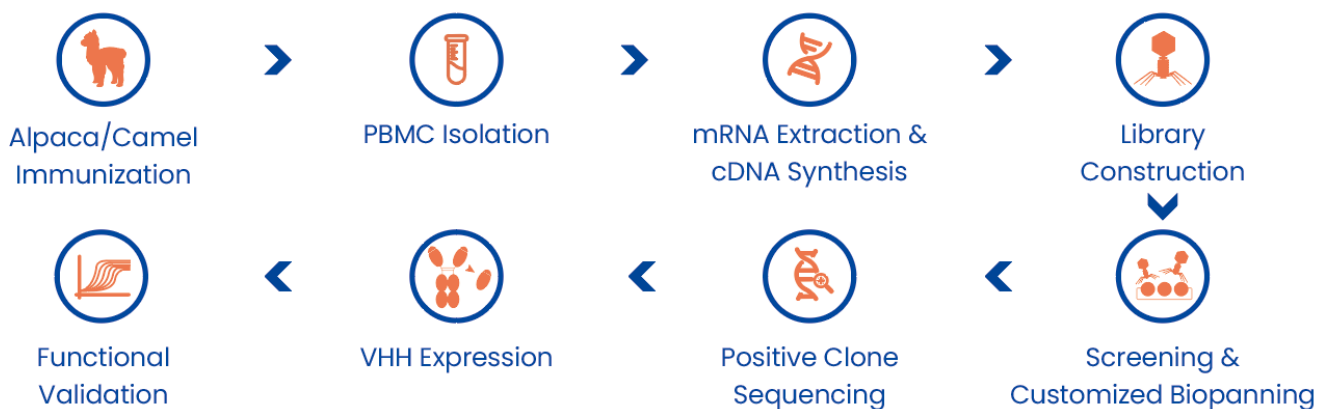 Alpaca/Camel
Immunization
PBMC Isolation
mRNA Extraction &
cDNA Synthesis
Library
Construction
Functional
Validation
VHH Expression
Positive Clone
Sequencing
Screening &
Customized Biopanning